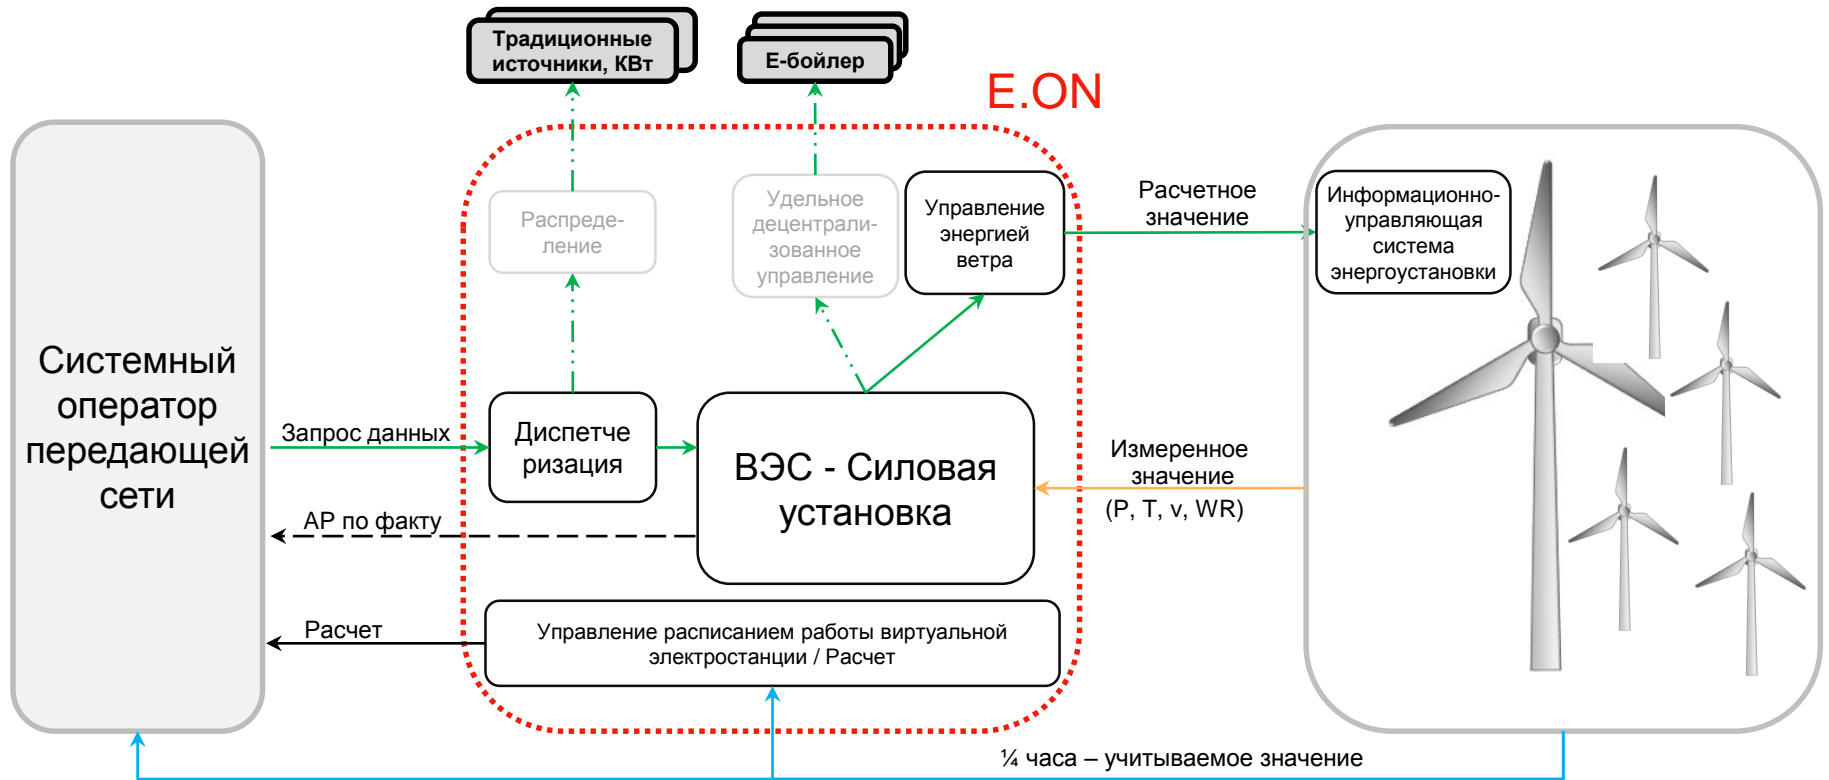 Традиционные
источники, КВт
Е-бойлер
E.ON
Распреде-
ление
Удельное
децентрали-
зованное
управление
Управление
энергией
ветра
Расчетное
значение
Информационно-
управляющая
система
энергоустановки
Системный
оператор
передающей
сети
Запрос данных
Диспетче
ризация
ВЭС - Силовая
установка
Измеренное
значение
(P, T, v, WR)
АР по факту
Расчет
Управление расписанием работы виртуальной
электростанции / Расчет
¼ часа – учитываемое значение